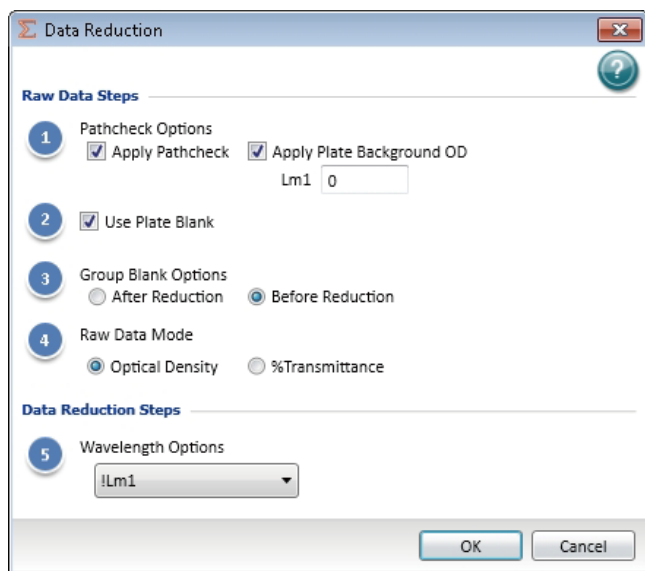 Σ Data Reduction
?
Raw Data Steps
1 Pathcheck Options
Apply Pathcheck Apply Plate Background OD
Lm1 0
2 Use Plate Blank
3 Group Blank Options
After Reduction Before Reduction
4 Raw Data Mode
Optical Density %Transmittance
Data Reduction Steps
5 Wavelength Options
!Lm1
OK Cancel